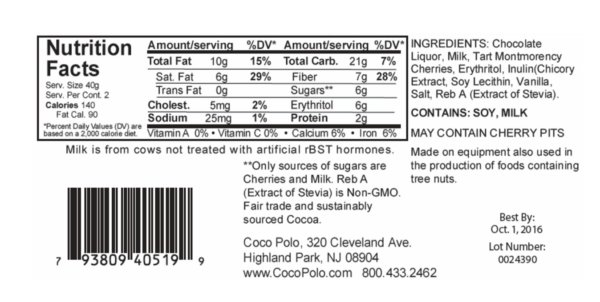 Nutrition
Facts
Serv. Size 40g
Serv. Per Cont. 2
Calories 140
Fat Cal. 90
*Percent Daily Values (DV) are
based on a 2,000 calorie diet.
Amount/serving %DV* Amount/serving %DV*
Total Fat 10g 15% Total Carb. 21g 7%
Sat. Fat 6g 29% Fiber 7g 28%
Trans Fat 0g Sugars** 6g
Cholest. 5mg 2% Erythritol 6g
Sodium 25mg 1% Protein 2g
Vitamin A 0% • Vitamin C 0% • Calcium 6% • Iron 6%
Milk is from cows not treated with artificial rBST hormones.
INGREDIENTS: Chocolate
Liquor, Milk, Tart Montmorency
Cherries, Erythritol, Inulin(Chicory
Extract, Soy Lecithin, Vanilla,
Salt, Reb A (Extract of Stevia).
CONTAINS: SOY, MILK
MAY CONTAIN CHERRY PITS
Made on equipment also used in
the production of foods containing
tree nuts.
**Only sources of sugars are
Cherries and Milk. Reb A
(Extract of Stevia) is Non-GMO.
Fair trade and sustainably
sourced Cocoa.
Coco Polo, 320 Cleveland Ave.
Highland Park, NJ 08904
www.CocoPolo.com 800.433.2462
7 93809 40519 9
Best By:
Oct. 1, 2016
Lot Number:
0024390